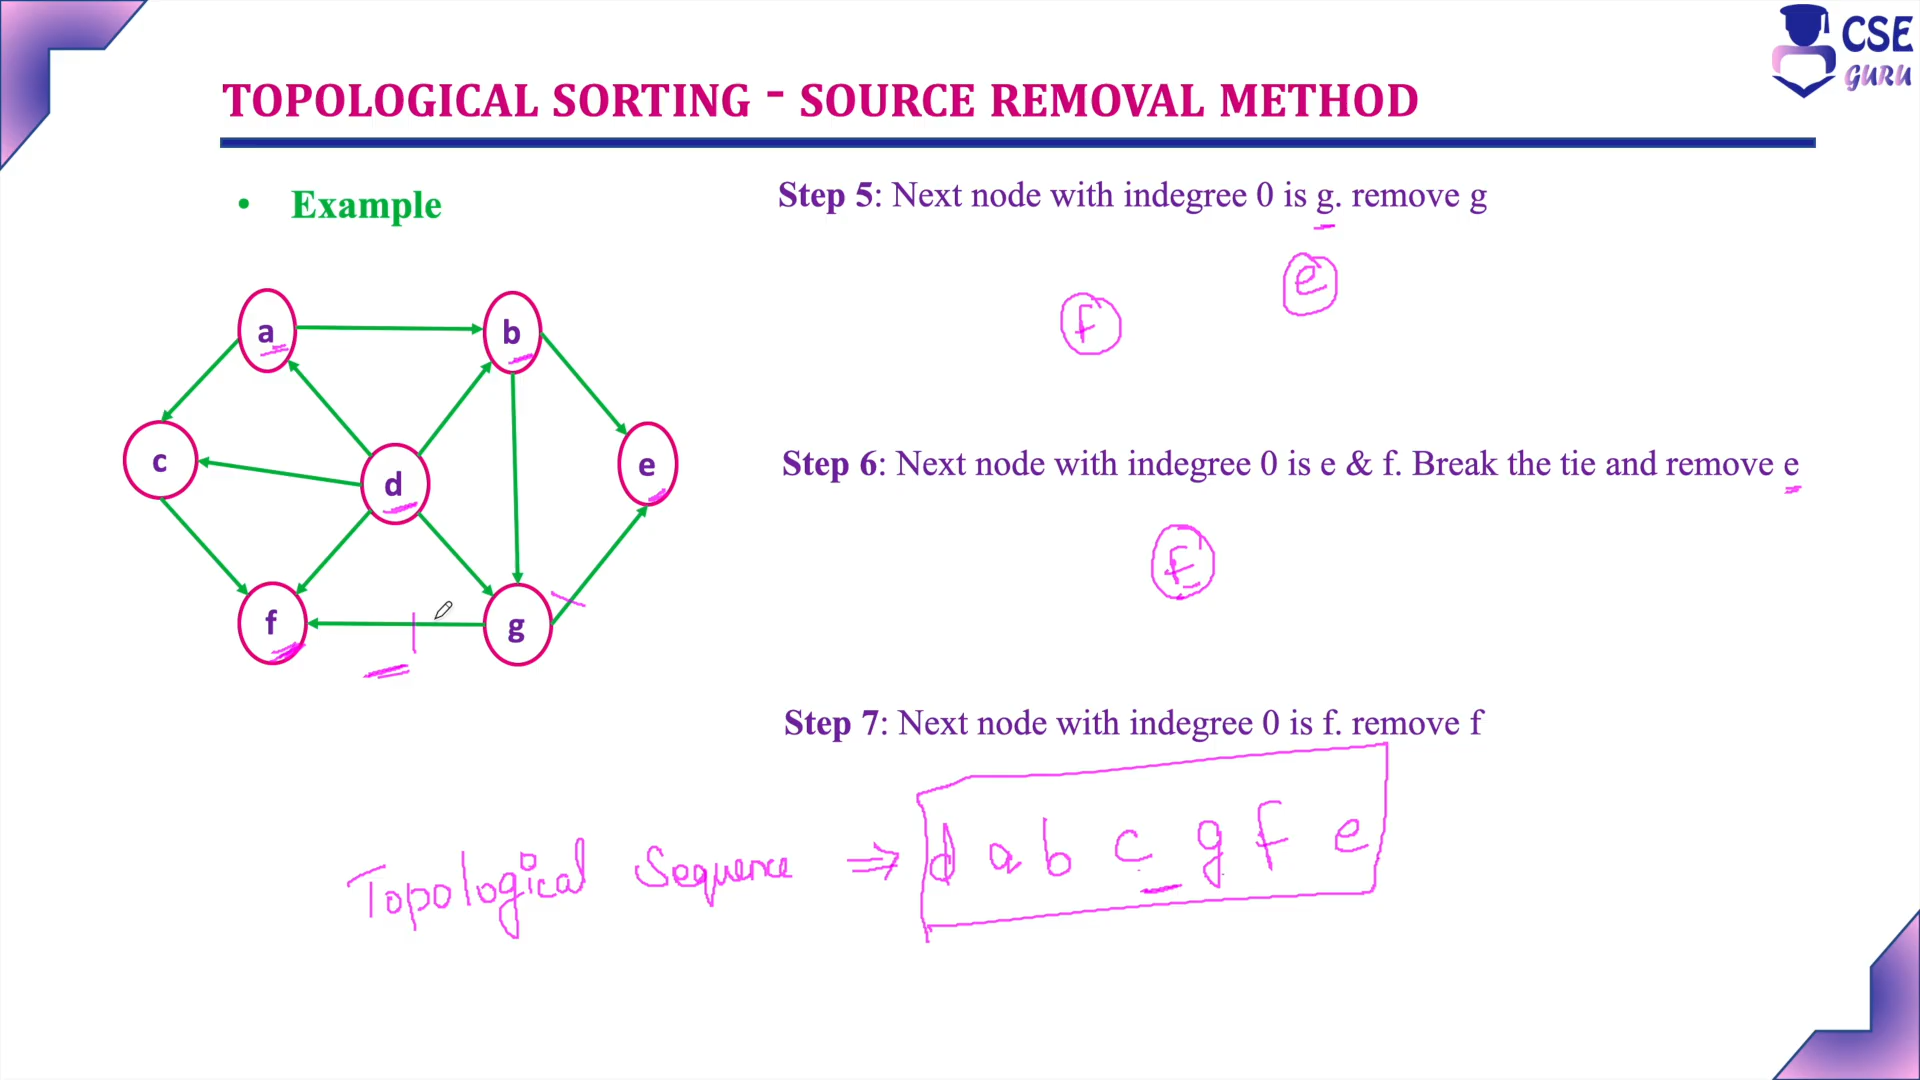 CSE
GURU
TOPOLOGICAL SORTING - SOURCE REMOVAL METHOD
• Example
Step 5: Next node with indegree 0 is g. remove g
e
f
a
b
c
d
e
f
g
Step 6: Next node with indegree 0 is e & f. Break the tie and remove e
f
Step 7: Next node with indegree 0 is f. remove f
Topological Sequence ⇒ d a b c g f e